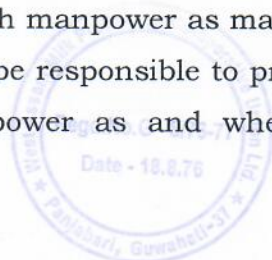 h manpower as ma
be responsible to pr
power as and whe
Date - 18.8.76
Panjabari, Guwahati-37